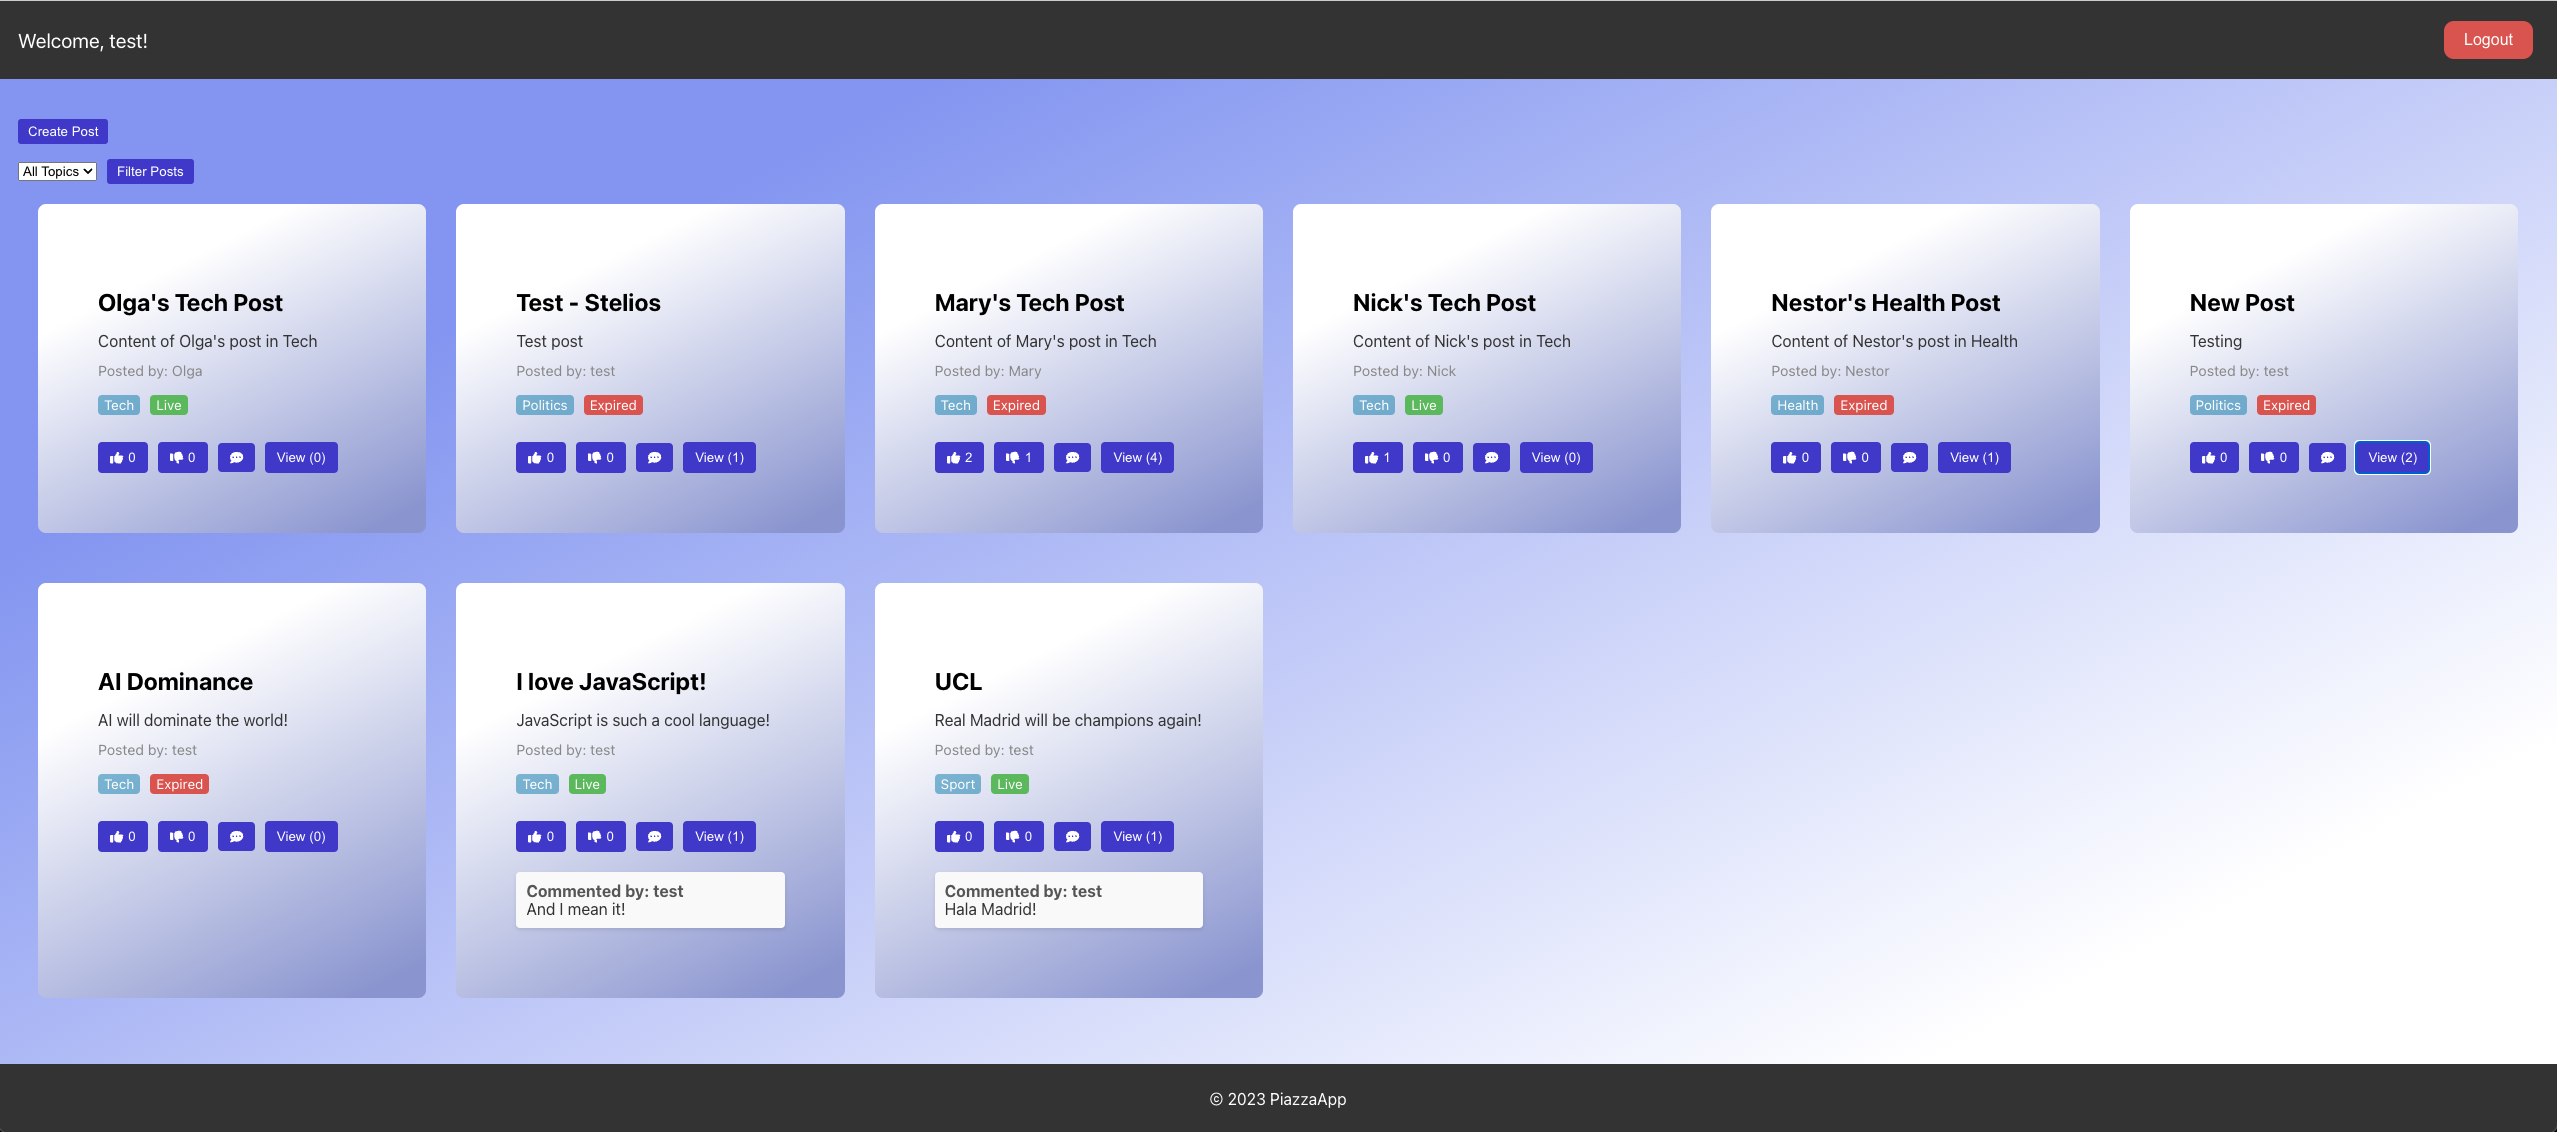 Welcome, test!
Logout
Create Post
All Topics
Filter Posts
Olga's Tech Post
Content of Olga's post in Tech
Posted by: Olga
Tech Live
0 0 View (0)
Test - Stelios
Test post
Posted by: test
Politics Expired
0 0 View (1)
Mary's Tech Post
Content of Mary's post in Tech
Posted by: Mary
Tech Expired
2 1 View (4)
Nick's Tech Post
Content of Nick's post in Tech
Posted by: Nick
Tech Live
1 0 View (0)
Nestor's Health Post
Content of Nestor's post in Health
Posted by: Nestor
Health Expired
0 0 View (1)
New Post
Testing
Posted by: test
Politics Expired
0 0 View (2)
AI Dominance
AI will dominate the world!
Posted by: test
Tech Expired
0 0 View (0)
I love JavaScript!
JavaScript is such a cool language!
Posted by: test
Tech Live
0 0 View (1)
Commented by: test
And I mean it!
UCL
Real Madrid will be champions again!
Posted by: test
Sport Live
0 0 View (1)
Commented by: test
Hala Madrid!
© 2023 PiazzaApp